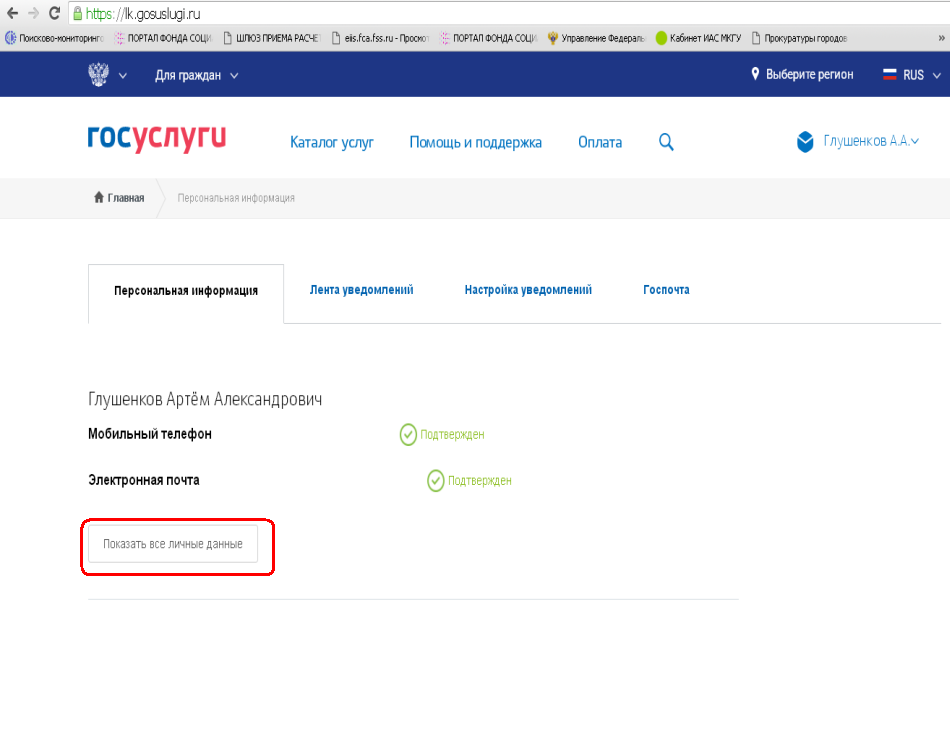 https://lk.gosuslugi.ru
Поисково-мониторинго ПОРТАЛ ФОНДА СОЦИ ШЛЮЗ ПРИЕМА РАСЧЕ eiis.fca.fss.ru - Просмот ПОРТАЛ ФОНДА СОЦИ Управление Федераль Кабинет ИАС МКГУ Прокуратуры городов »
Для граждан Выберите регион RUS
госуслуги Каталог услуг Помощь и поддержка Оплата Глушенков А.А.
Главная Персональная информация
Персональная информация Лента уведомлений Настройка уведомлений Госпочта
Глушенков Артём Александрович
Мобильный телефон Подтвержден
Электронная почта Подтвержден
Показать все личные данные